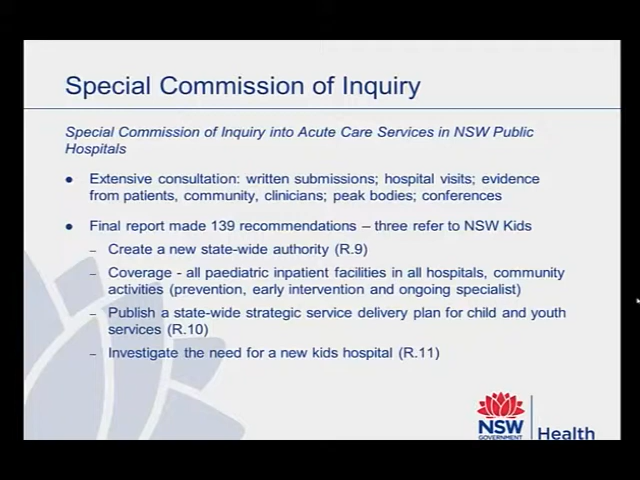 Special Commission of Inquiry
Special Commission of Inquiry into Acute Care Services in NSW Public
Hospitals
● Extensive consultation: written submissions; hospital visits; evidence
from patients, community, clinicians; peak bodies; conferences
● Final report made 139 recommendations – three refer to NSW Kids
– Create a new state-wide authority (R.9)
– Coverage - all paediatric inpatient facilities in all hospitals, community
activities (prevention, early intervention and ongoing specialist)
– Publish a state-wide strategic service delivery plan for child and youth
services (R.10)
– Investigate the need for a new kids hospital (R.11)
NSW
GOVERNMENT
Health